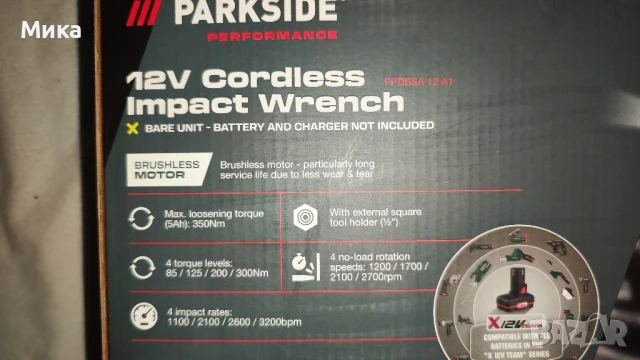 Мика
PARKSIDE
PERFORMANCE
12V Cordless
Impact Wrench
PPDSSA 12 A1
X BARE UNIT - BATTERY AND CHARGER NOT INCLUDED
BRUSHLESS
MOTOR
Brushless motor - particularly long
service life due to less wear & tear
Max. loosening torque
(5Ah): 350Nm
With external square
tool holder (½")
4 torque levels:
85 / 125 / 200 / 300Nm
4 no-load rotation
speeds: 1200 / 1700 /
2100 / 2700rpm
4 impact rates:
1100 / 2100 / 2600 / 3200bpm
X12V TEAM
COMPATIBLE WITH ALL
BATTERIES IN THE
"X 12V TEAM" SERIES
BAZAR